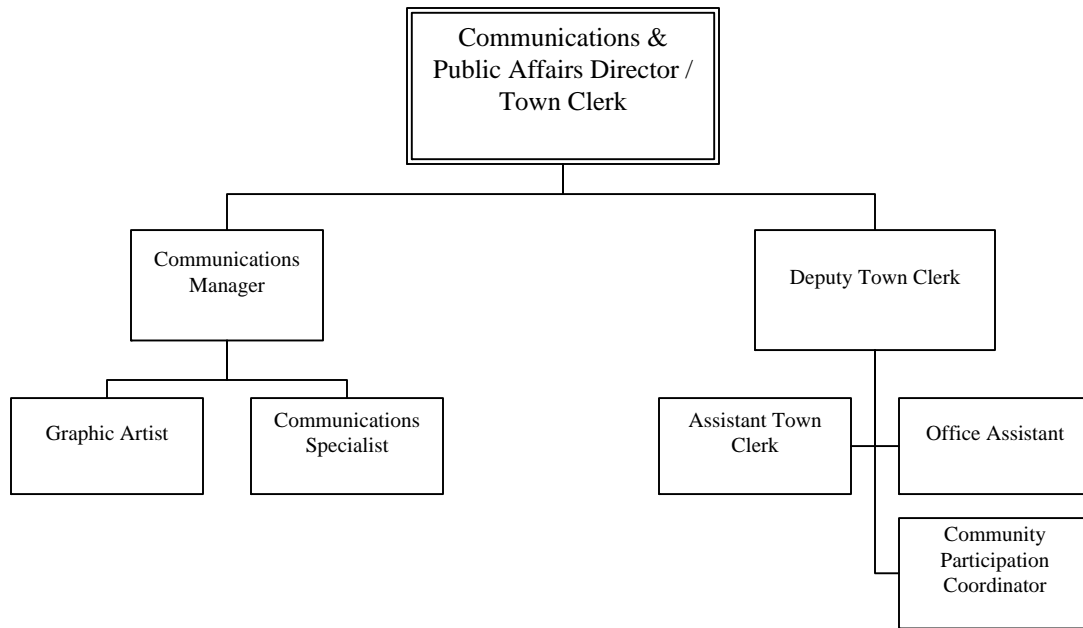 Communications &
Public Affairs Director /
Town Clerk
Communications
Manager
Deputy Town Clerk
Graphic Artist
Communications
Specialist
Assistant Town
Clerk
Office Assistant
Community
Participation
Coordinator